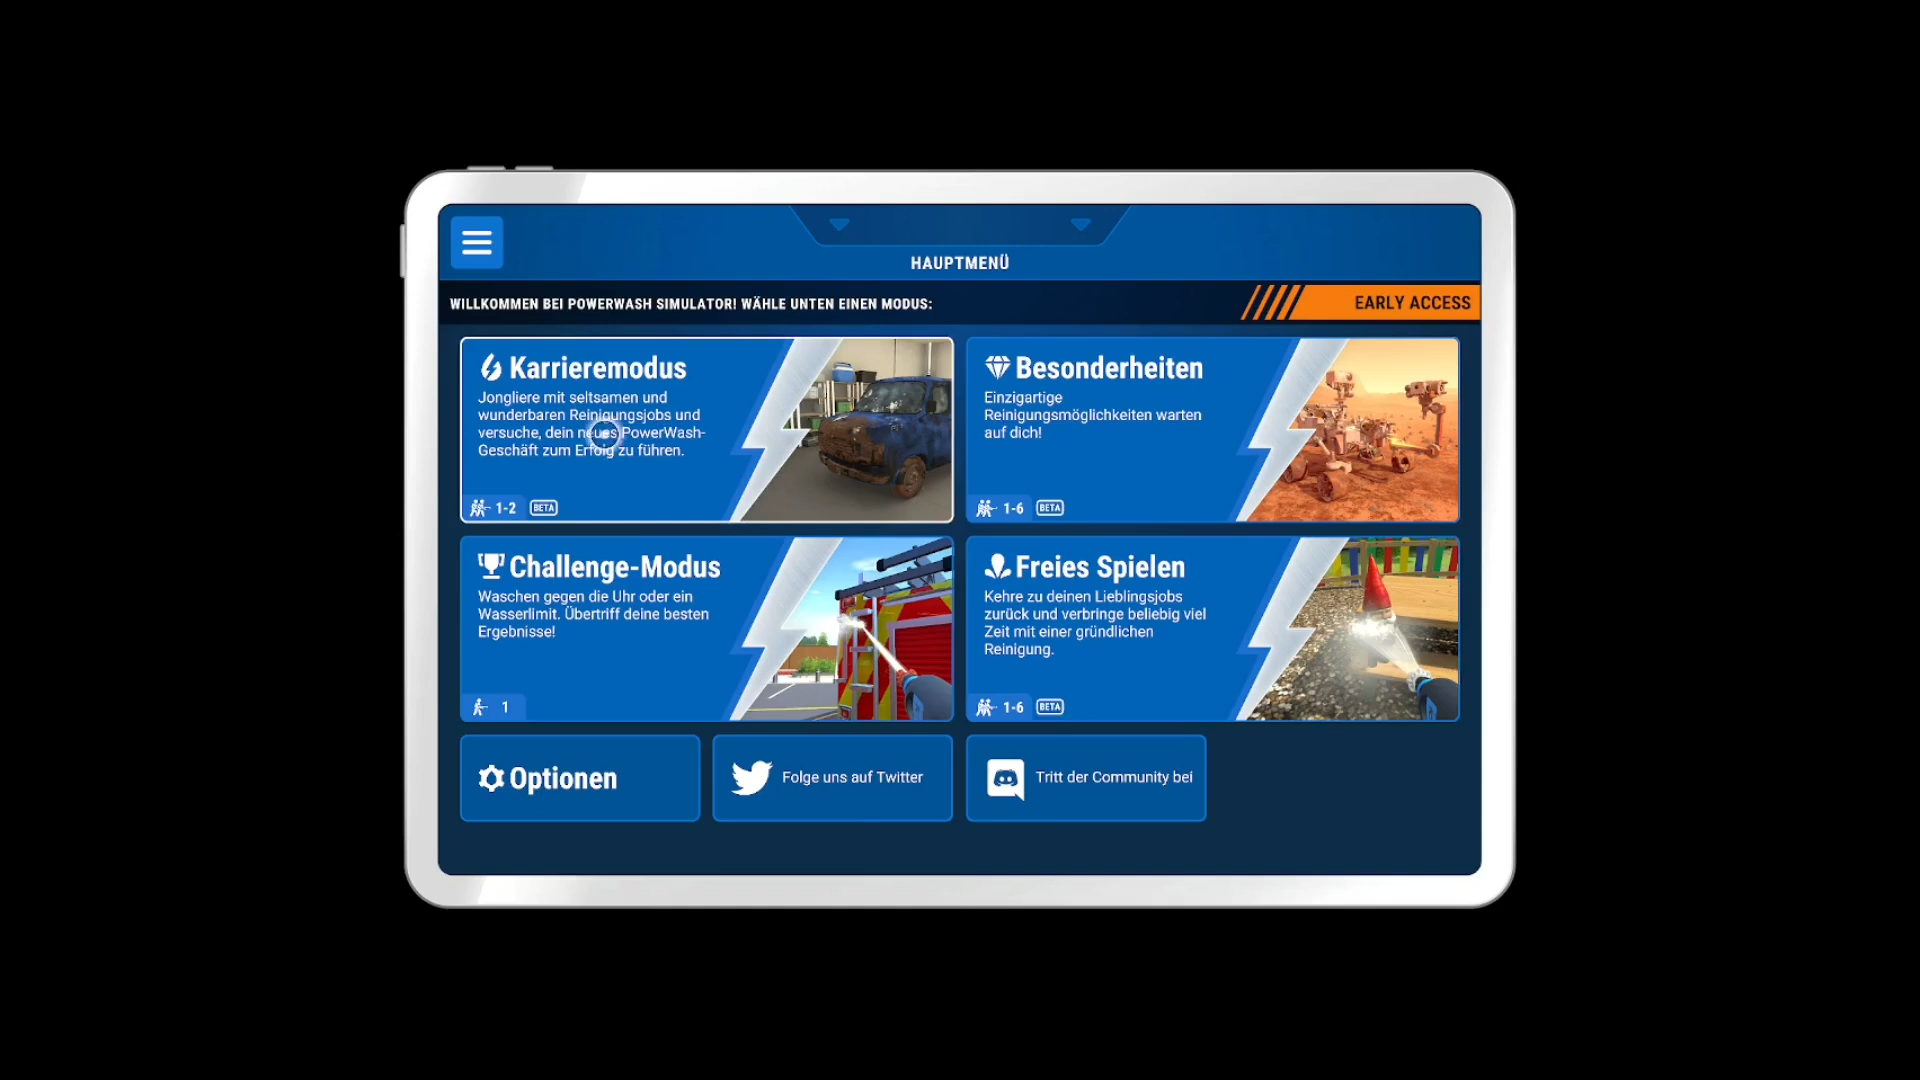 HAUPTMENÜ
WILLKOMMEN BEI POWERWASH SIMULATOR! WÄHLE UNTEN EINEN MODUS:
EARLY ACCESS
Karrieremodus
Jongliere mit seltsamen und
wunderbaren Reinigungsjobs und
versuche, dein neues PowerWash-
Geschäft zum Erfolg zu führen.
1-2 BETA
Besonderheiten
Einzigartige
Reinigungsmöglichkeiten warten
auf dich!
1-6 BETA
Challenge-Modus
Waschen gegen die Uhr oder ein
Wasserlimit. Übertriff deine besten
Ergebnisse!
1
Freies Spielen
Kehre zu deinen Lieblingsjobs
zurück und verbringe beliebig viel
Zeit mit einer gründlichen
Reinigung.
1-6 BETA
Optionen
Folge uns auf Twitter
Tritt der Community bei